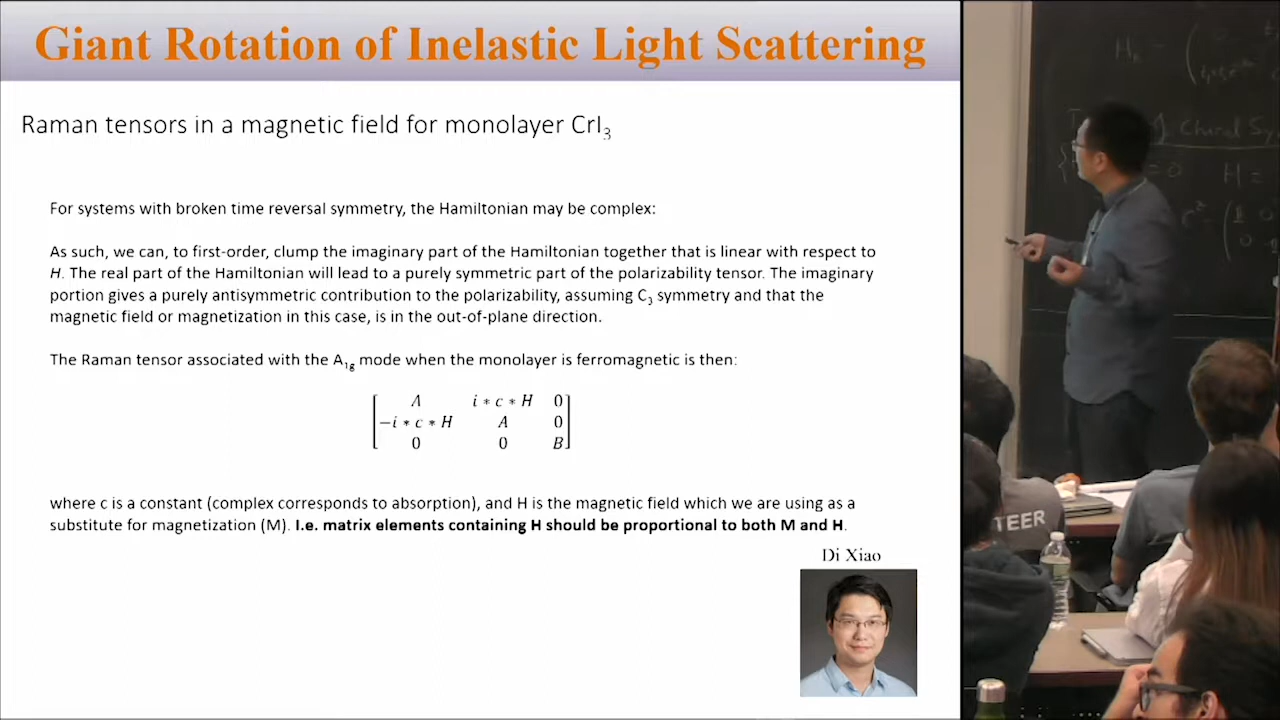 Giant Rotation of Inelastic Light Scattering
Raman tensors in a magnetic field for monolayer CrI₃
For systems with broken time reversal symmetry, the Hamiltonian may be complex:
As such, we can, to first-order, clump the imaginary part of the Hamiltonian together that is linear with respect to
H. The real part of the Hamiltonian will lead to a purely symmetric part of the polarizability tensor. The imaginary
portion gives a purely antisymmetric contribution to the polarizability, assuming C₃ symmetry and that the
magnetic field or magnetization in this case, is in the out-of-plane direction.
The Raman tensor associated with the A₁g mode when the monolayer is ferromagnetic is then:
A i * c * H 0
−i * c * H A 0
0 0 B
where c is a constant (complex corresponds to absorption), and H is the magnetic field which we are using as a
substitute for magnetization (M). I.e. matrix elements containing H should be proportional to both M and H.
Di Xiao
Chiral Sy
= 0 H =
TEER